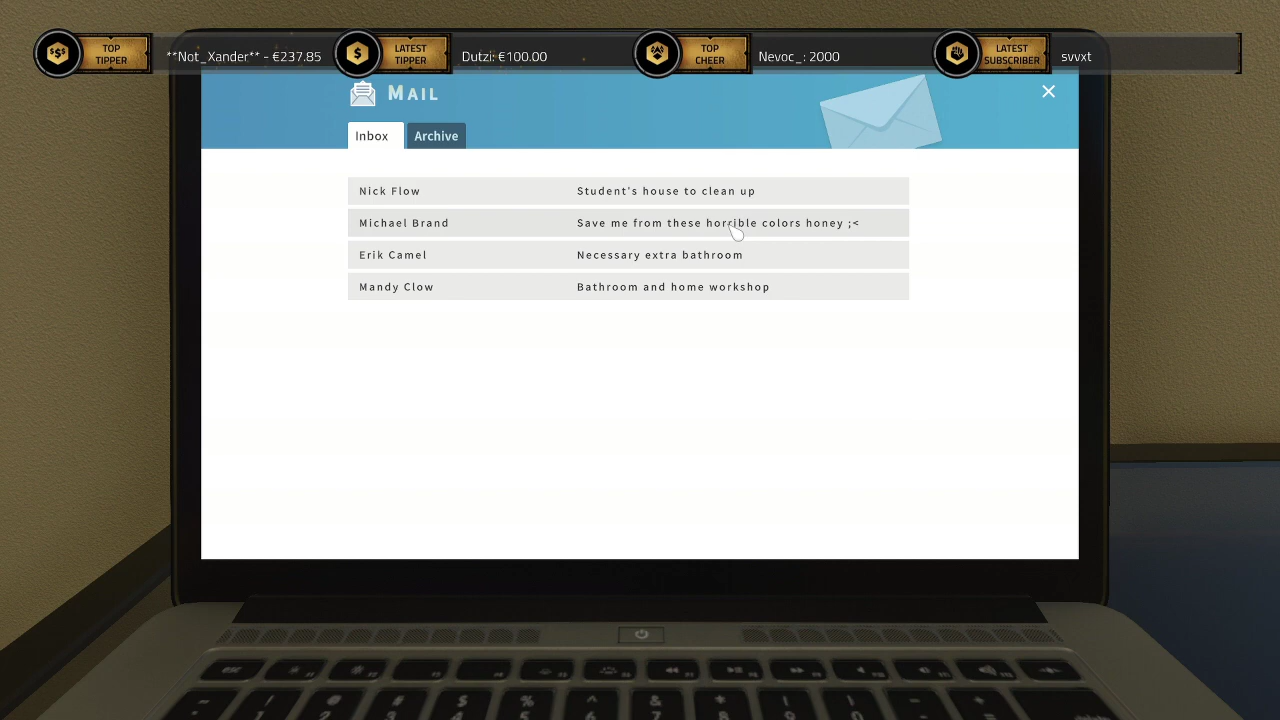 TOP TIPPER
**Not_Xander** - €237.85
LATEST TIPPER
Dutzi: €100.00
TOP CHEER
Nevoc_: 2000
LATEST SUBSCRIBER
svvxt
MAIL
Inbox
Archive
Nick Flow Student's house to clean up
Michael Brand Save me from these horrible colors honey ;<
Erik Camel Necessary extra bathroom
Mandy Clow Bathroom and home workshop
esc